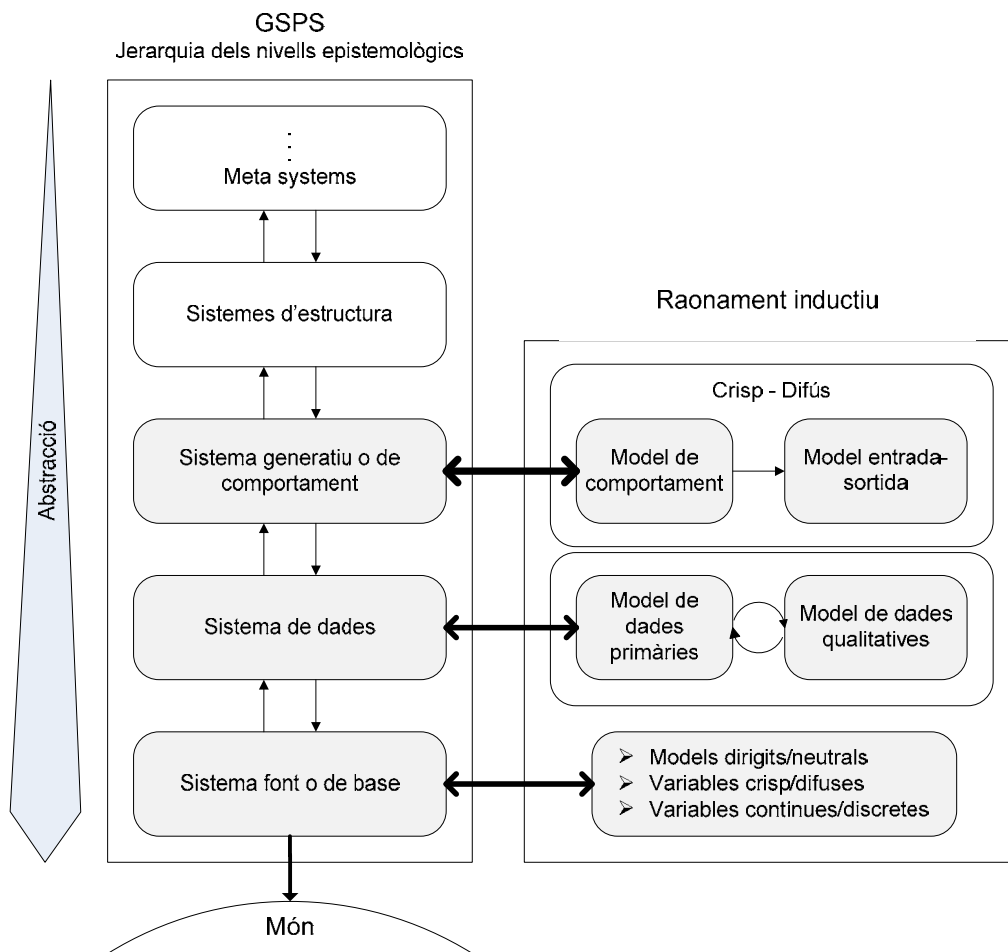 GSPS
Jerarquia dels nivells epistemològics
Meta systems
Sistemes d'estructura
Sistema generatiu o de
comportament
Sistema de dades
Sistema font o de base
Món
Abstracció
Raonament inductiu
Crisp - Difús
Model de
comportament
Model entrada-
sortida
Model de
dades
primàries
Model de dades
qualitatives
Models dirigits/neutrals
Variables crisp/difuses
Variables contínues/discretes